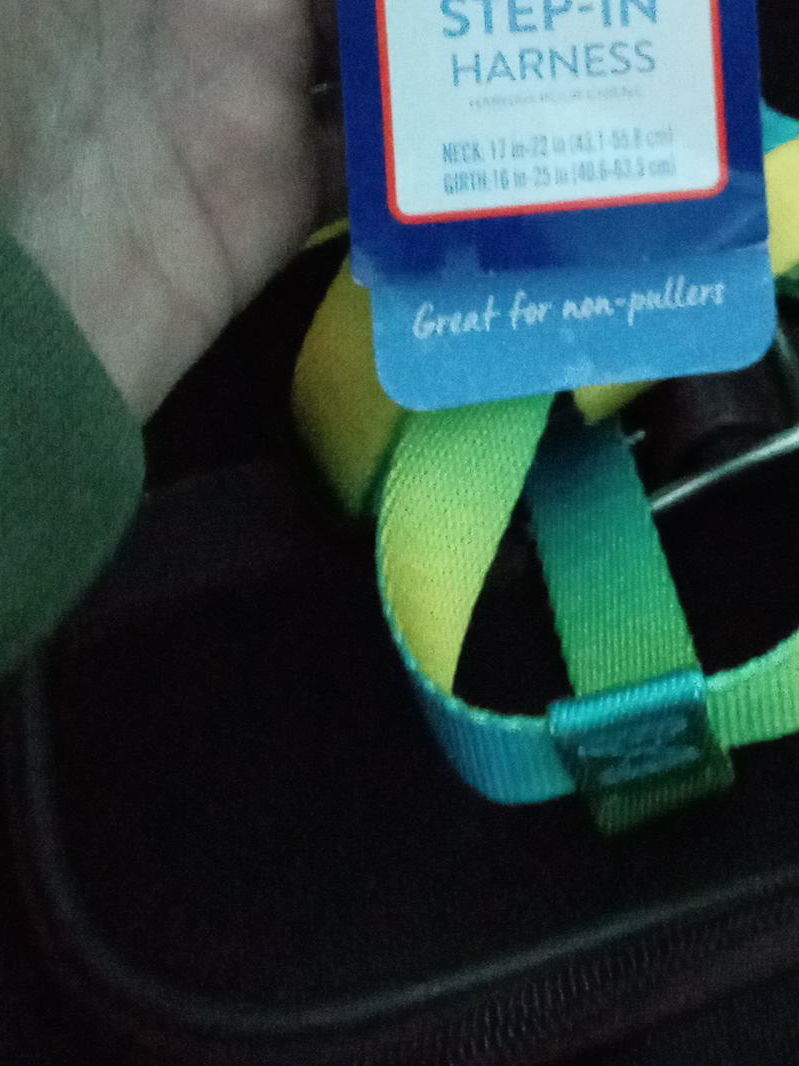 STEP-IN
HARNESS
NECK: 17 in-22 in (43.1-55.8 cm)
GIRTH: 16 in-25 in (40.6-63.5 cm)
Great for non-pullers